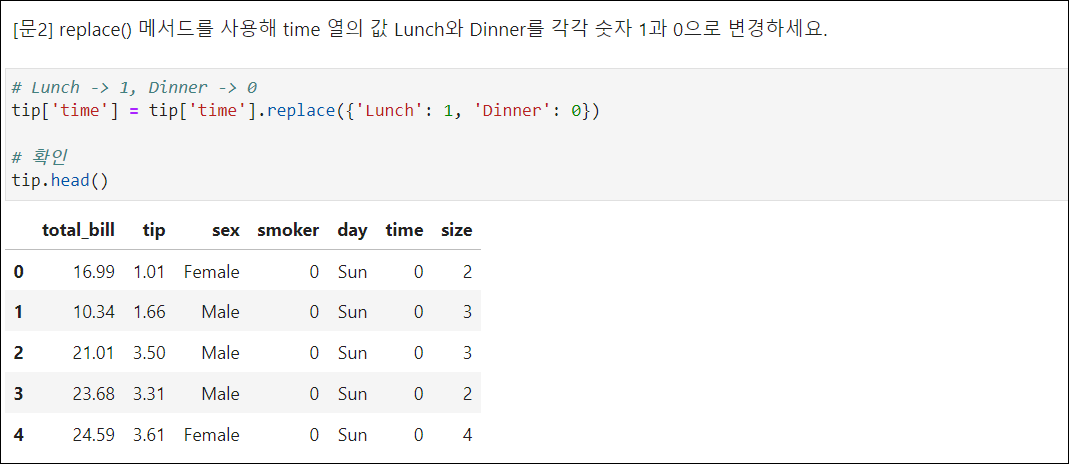 [문2] replace() 메서드를 사용해 time 열의 값 Lunch와 Dinner를 각각 숫자 1과 0으로 변경하세요.
# Lunch -> 1, Dinner -> 0
tip['time'] = tip['time'].replace({'Lunch': 1, 'Dinner': 0})
# 확인
tip.head()
total_bill tip sex smoker day time size
0 16.99 1.01 Female 0 Sun 0 2
1 10.34 1.66 Male 0 Sun 0 3
2 21.01 3.50 Male 0 Sun 0 3
3 23.68 3.31 Male 0 Sun 0 2
4 24.59 3.61 Female 0 Sun 0 4